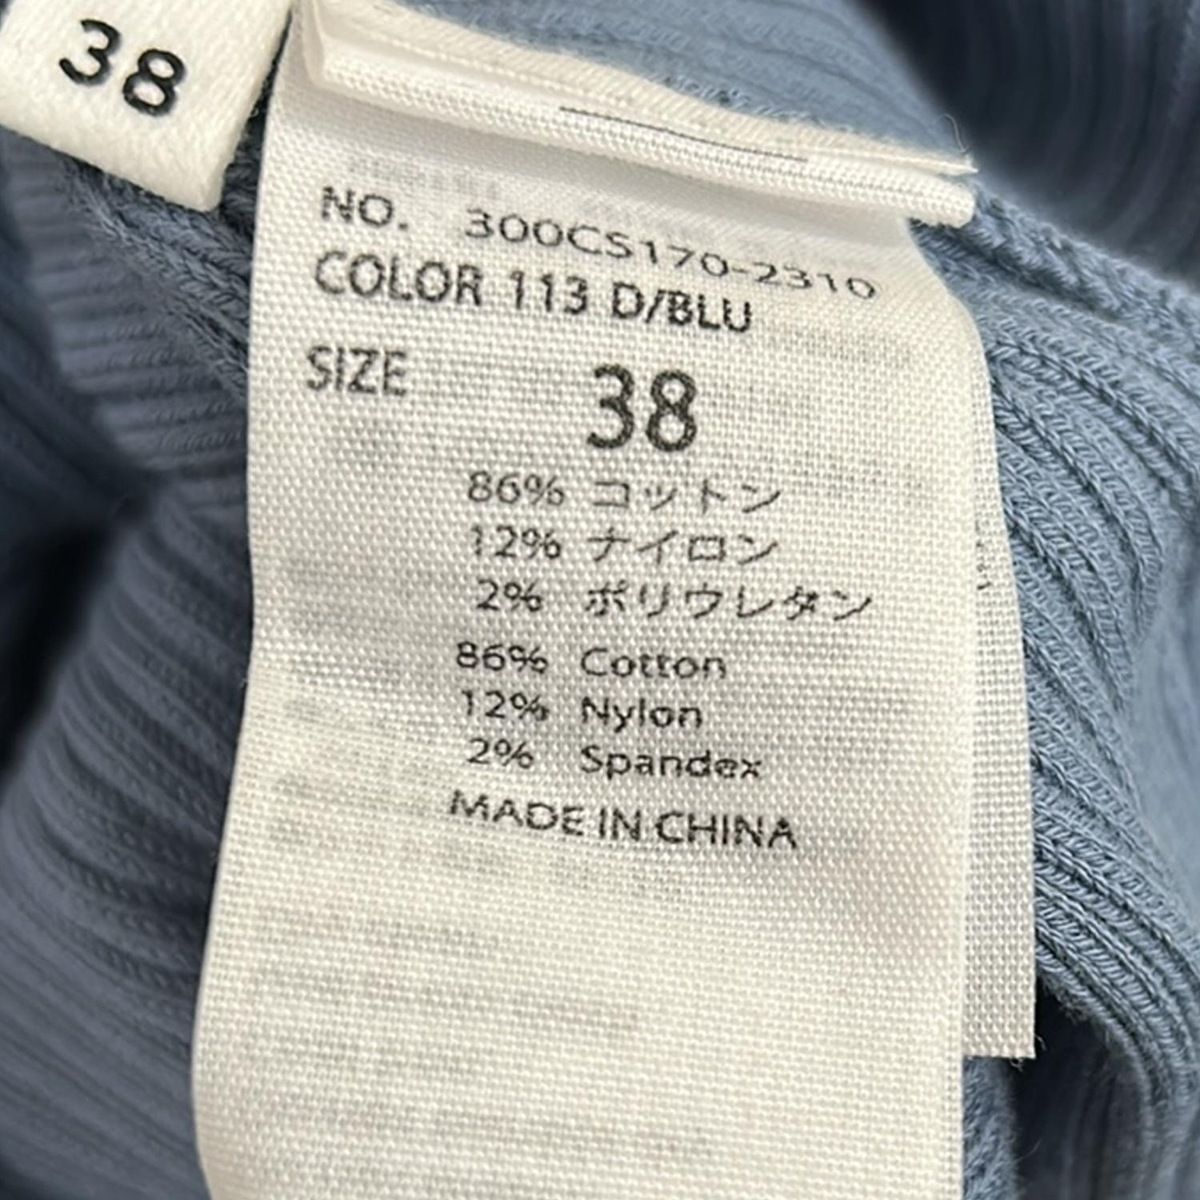 38
NO. 300CS170-2310
COLOR 113 D/BLU
SIZE 38
86% コットン
12% ナイロン
2% ポリウレタン
86% Cotton
12% Nylon
2% Spandex
MADE IN CHINA